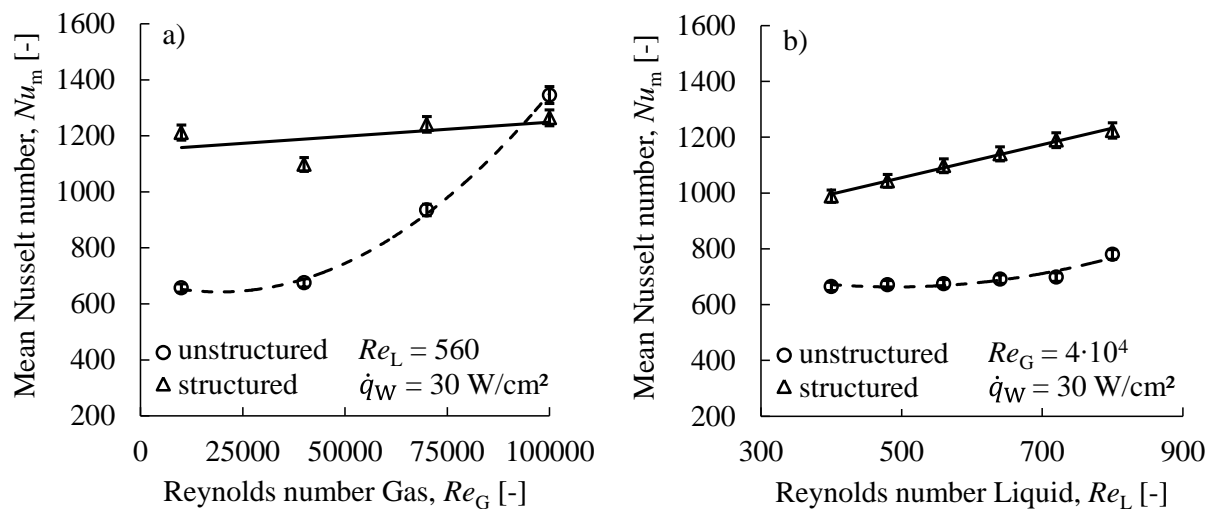 a)
Mean Nusselt number, Nu_m [-]
1600
1400
1200
1000
800
600
400
200
unstructured Re_L = 560
structured q̇_W = 30 W/cm²
0 25000 50000 75000 100000
Reynolds number Gas, Re_G [-]
b)
Mean Nusselt number, Nu_m [-]
1600
1400
1200
1000
800
600
400
200
unstructured Re_G = 4·10⁴
structured q̇_W = 30 W/cm²
300 500 700 900
Reynolds number Liquid, Re_L [-]